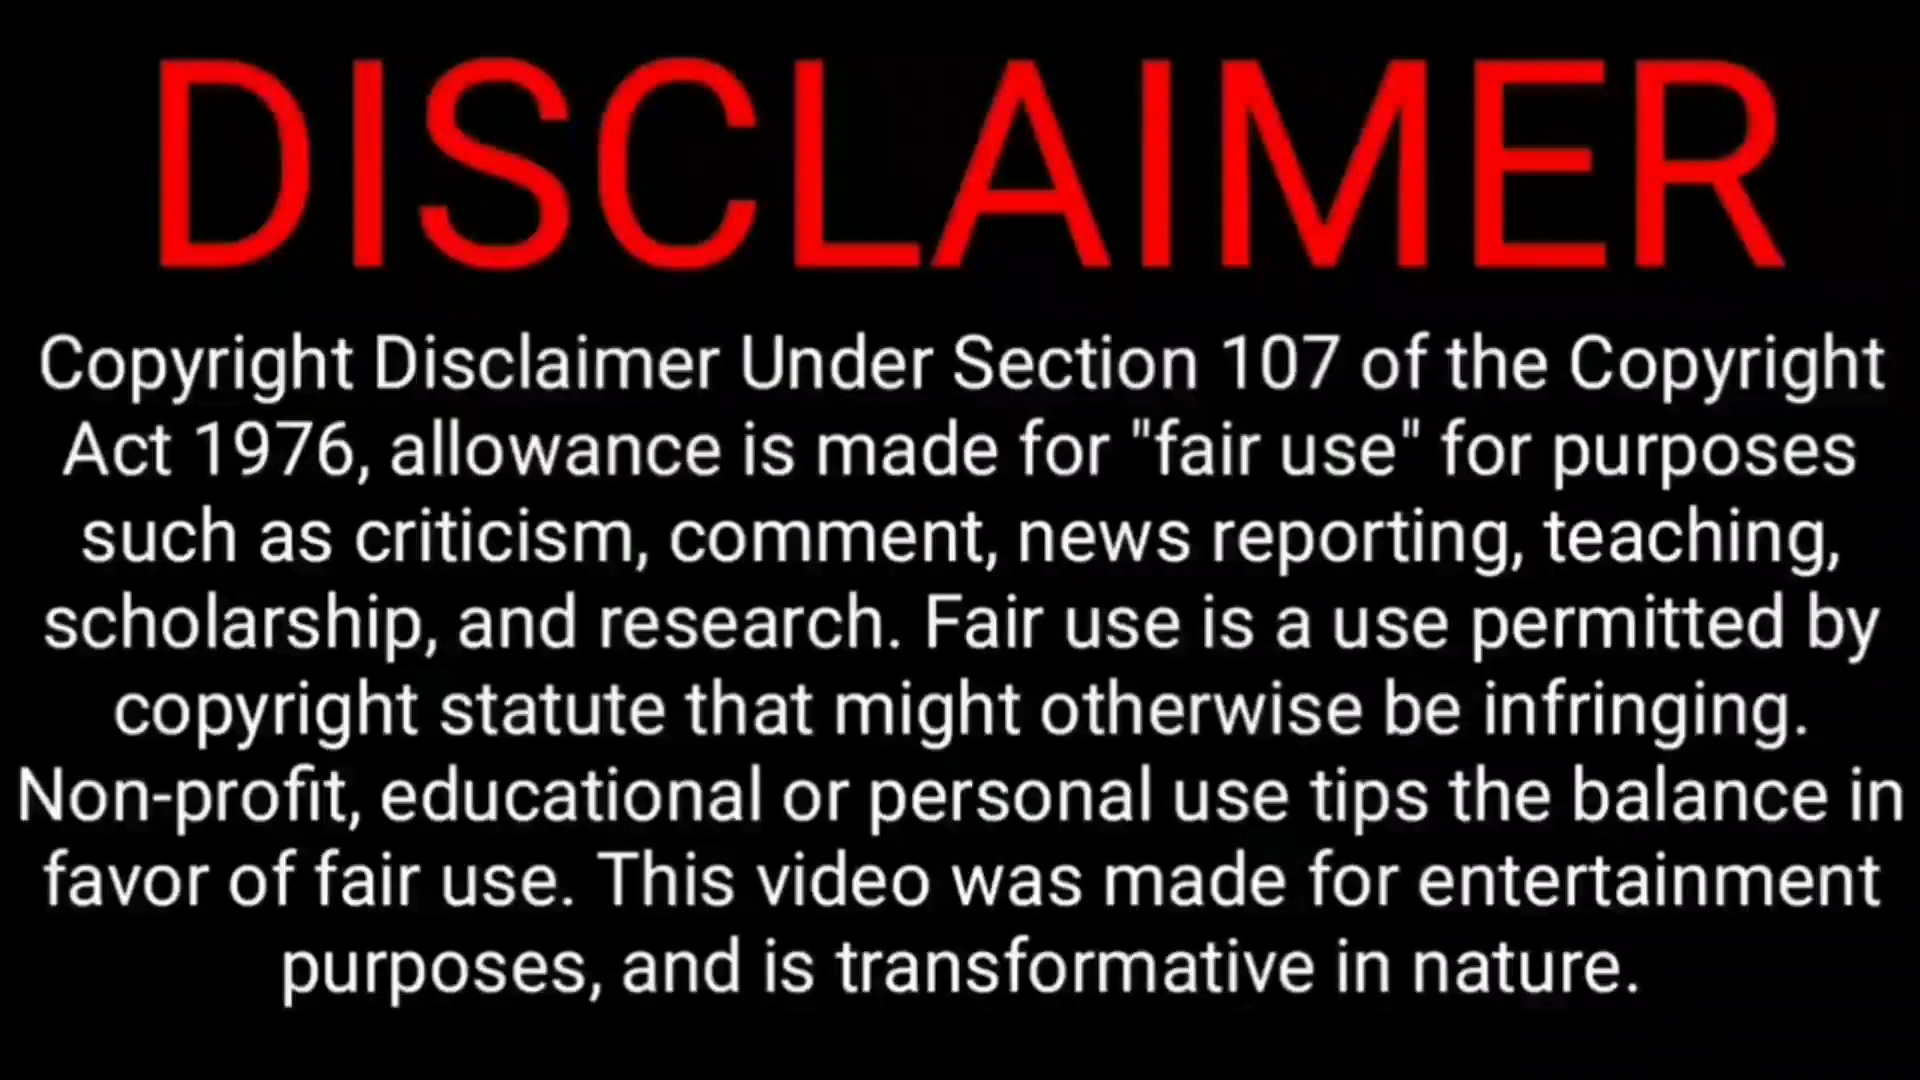 DISCLAIMER
Copyright Disclaimer Under Section 107 of the Copyright
Act 1976, allowance is made for "fair use" for purposes
such as criticism, comment, news reporting, teaching,
scholarship, and research. Fair use is a use permitted by
copyright statute that might otherwise be infringing.
Non-profit, educational or personal use tips the balance in
favor of fair use. This video was made for entertainment
purposes, and is transformative in nature.